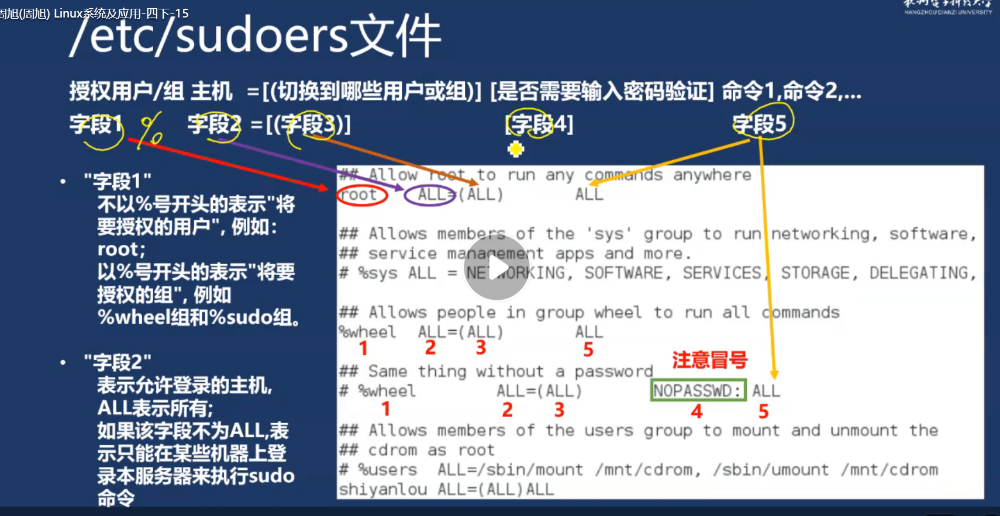 周旭(周旭) Linux系统及应用-四下-15
HANGZHOU DIANZI UNIVERSITY
/etc/sudoers文件
授权用户/组 主机 =[(切换到哪些用户或组)] [是否需要输入密码验证] 命令1,命令2,...
字段1 % 字段2 =[(字段3)] [字段4] 字段5
• "字段1"
不以%号开头的表示"将
要授权的用户", 例如:
root;
以%号开头的表示"将要
授权的组", 例如
%wheel组和%sudo组。
• "字段2"
表示允许登录的主机,
ALL表示所有;
如果该字段不为ALL,表
示只能在某些机器上登
录本服务器来执行sudo
命令
## Allow root to run any commands anywhere
root ALL=(ALL) ALL
## Allows members of the 'sys' group to run networking, software,
## service management apps and more.
# %sys ALL = NETWORKING, SOFTWARE, SERVICES, STORAGE, DELEGATING,
## Allows people in group wheel to run all commands
%wheel ALL=(ALL) ALL
1 2 3 5
## Same thing without a password
注意冒号
# %wheel ALL=(ALL) NOPASSWD: ALL
1 2 3 4 5
## Allows members of the users group to mount and unmount the
## cdrom as root
# %users ALL=/sbin/mount /mnt/cdrom, /sbin/umount /mnt/cdrom
shiyanlou ALL=(ALL)ALL